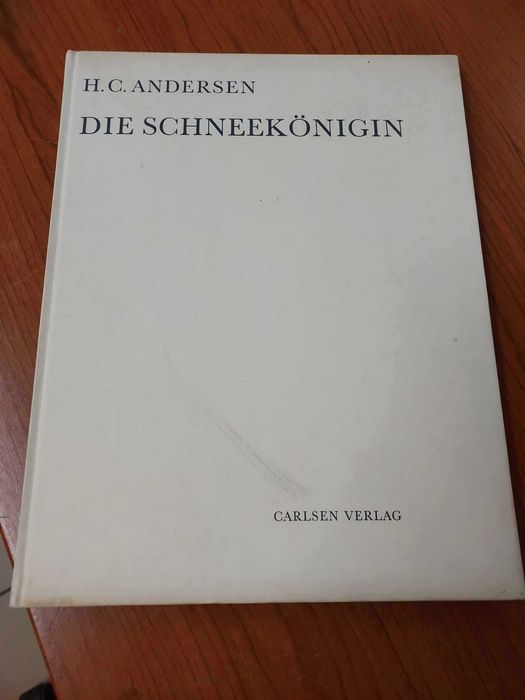 H. C. ANDERSEN
DIE SCHNEEKÖNIGIN
CARLSEN VERLAG